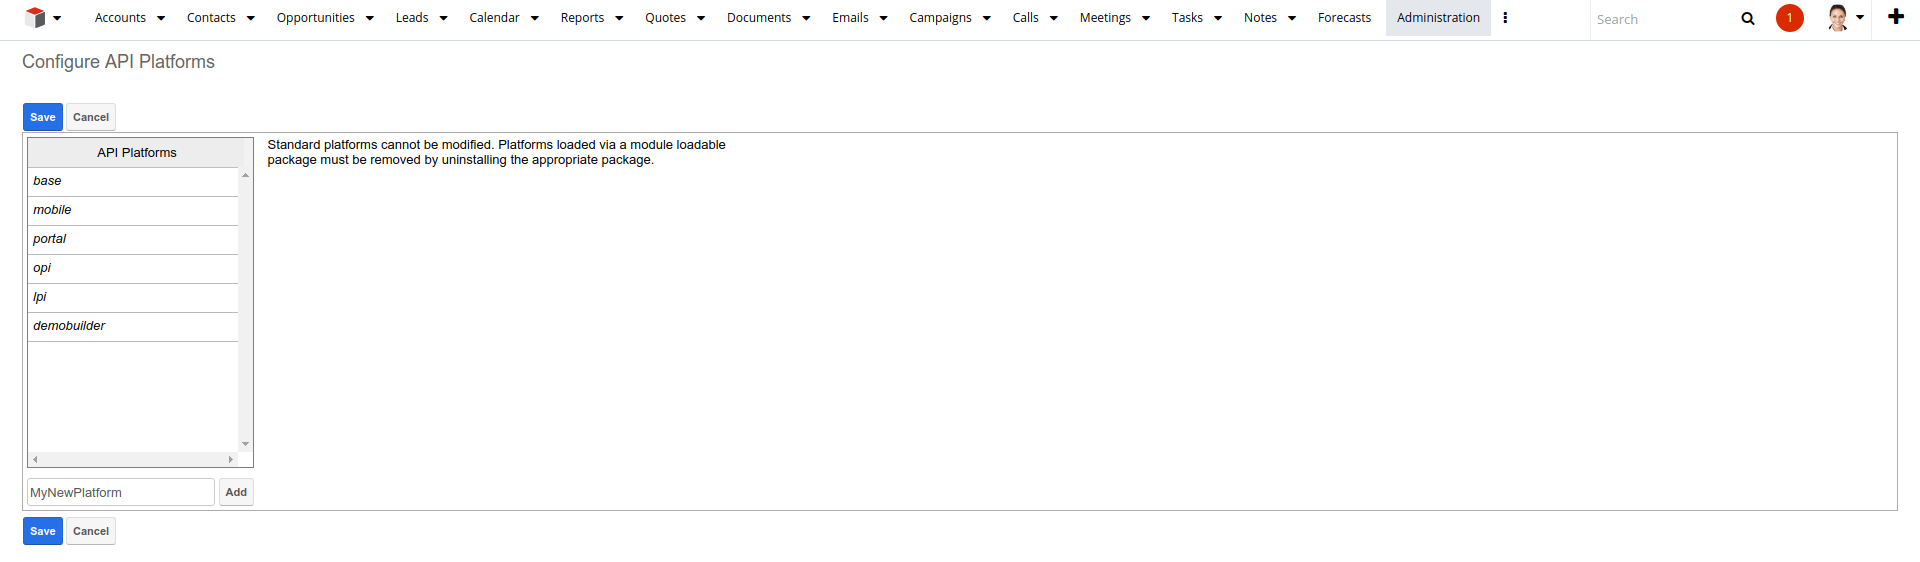 Accounts Contacts Opportunities Leads Calendar Reports Quotes Documents Emails Campaigns Calls Meetings Tasks Notes Forecasts Administration Search 1
Configure API Platforms
Save Cancel
API Platforms
base
mobile
portal
opi
lpi
demobuilder
Standard platforms cannot be modified. Platforms loaded via a module loadable
package must be removed by uninstalling the appropriate package.
MyNewPlatform Add
Save Cancel